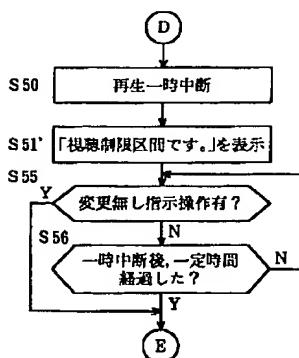 D
S50
再生一時中断
S51'
「視聴制限区間です。」を表示
S55
Y
変更無し指示操作有?
N
S56
一時中断後,一定時間
経過した?
N
Y
E